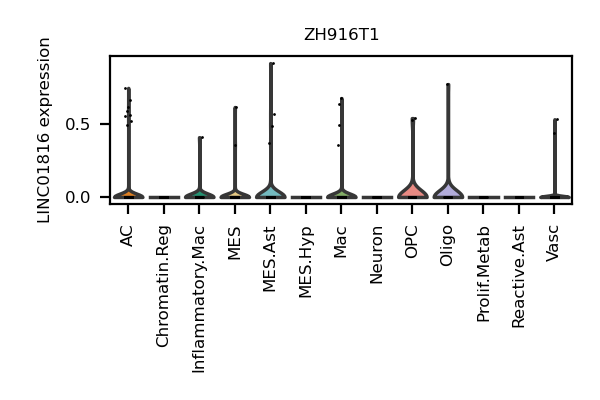 ZH916T1
LINC01816 expression
0.5
0.0
AC
Chromatin.Reg
Inflammatory.Mac
MES
MES.Ast
MES.Hyp
Mac
Neuron
OPC
Oligo
Prolif.Metab
Reactive.Ast
Vasc